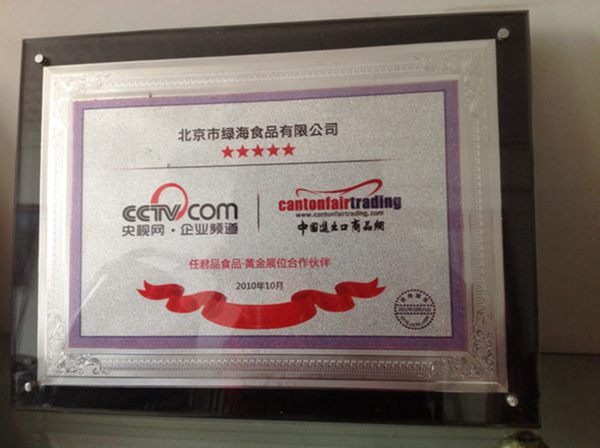 北京市绿海食品有限公司
★★★★★
CCTV.com
央视网·企业频道
cantonfairtrading
www.cantonfairtrading.com
中国進出口商品網
任君品食品·黄金展位合作伙伴
2010年10月